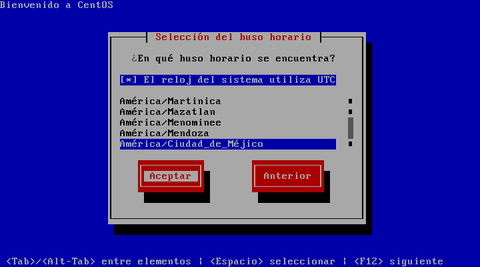 Bienvenido a CentOS
Selección del huso horario
¿En qué huso horario se encuentra?
[*] El reloj del sistema utiliza UTC
América/Martinica
América/Mazatlan
América/Menominee
América/Mendoza
América/Ciudad_de_Méjico
Aceptar
Anterior
<Tab>/<Alt-Tab> entre elementos | <Espacio> seleccionar | <F12> siguiente